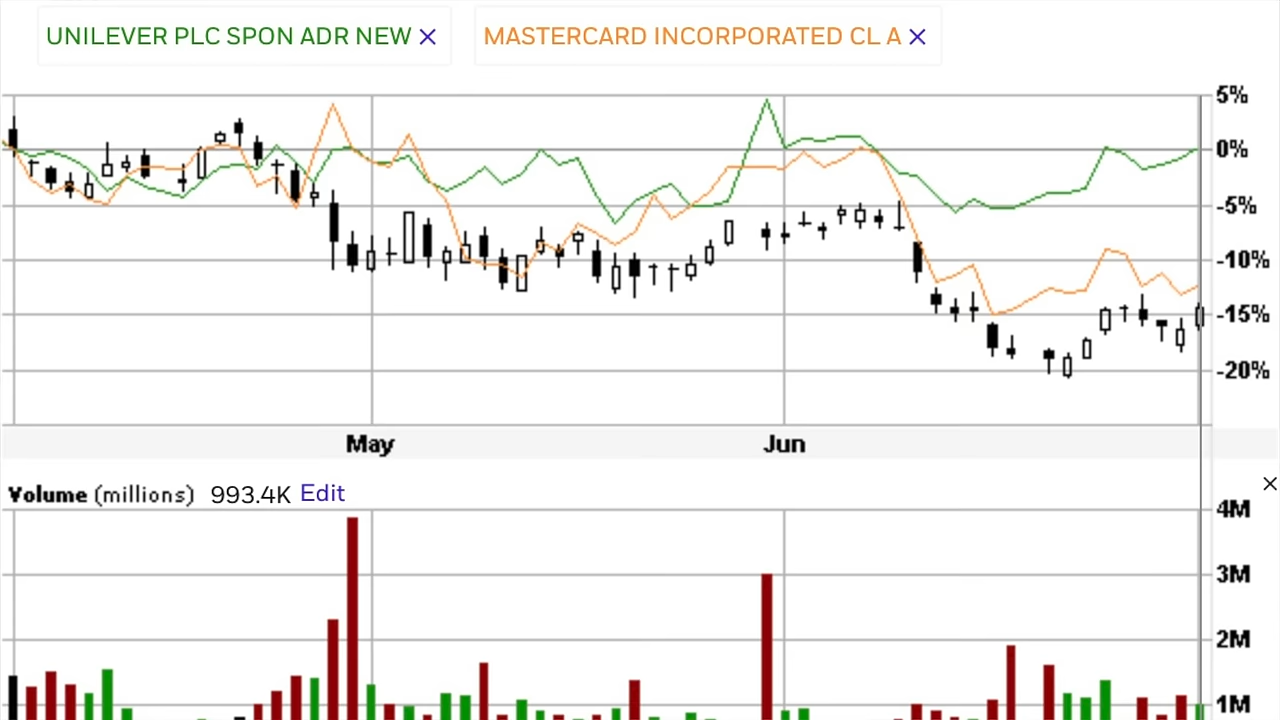 UNILEVER PLC SPON ADR NEW × MASTERCARD INCORPORATED CL A ×
5%
0%
-5%
-10%
-15%
-20%
May Jun
Volume (millions) 993.4K Edit ×
4M
3M
2M
1M